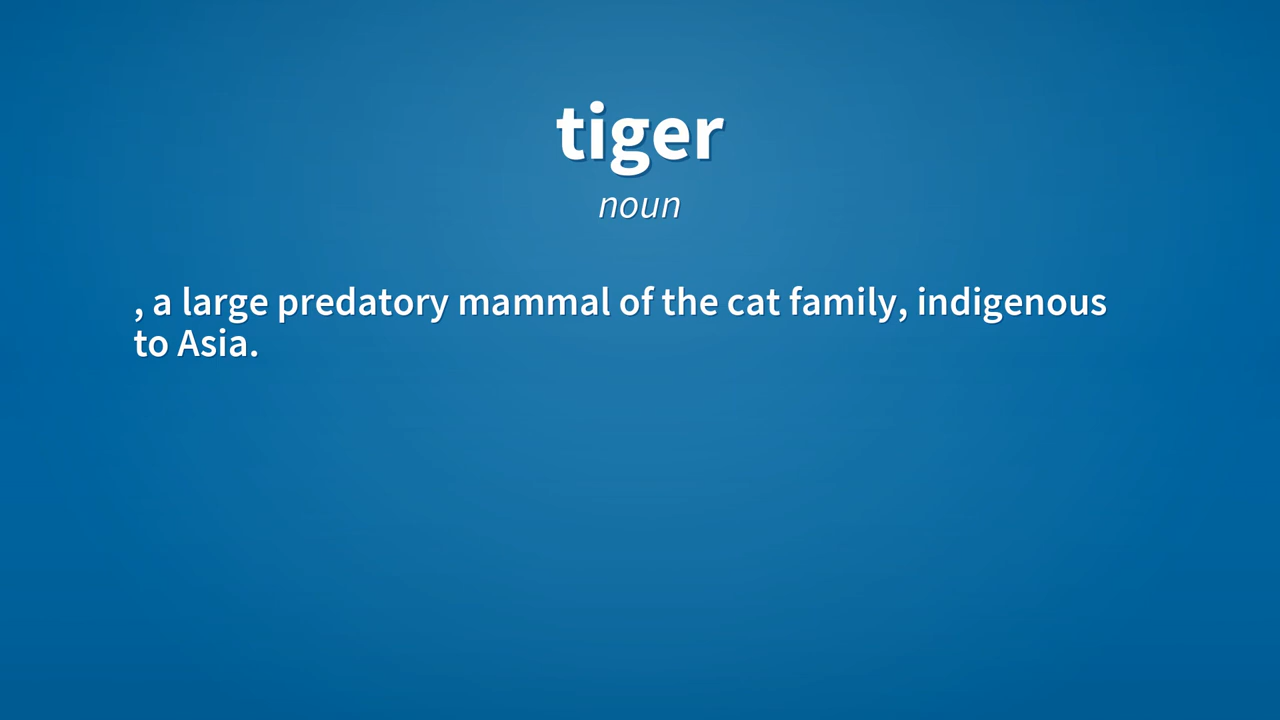 tiger
noun
, a large predatory mammal of the cat family, indigenous
to Asia.